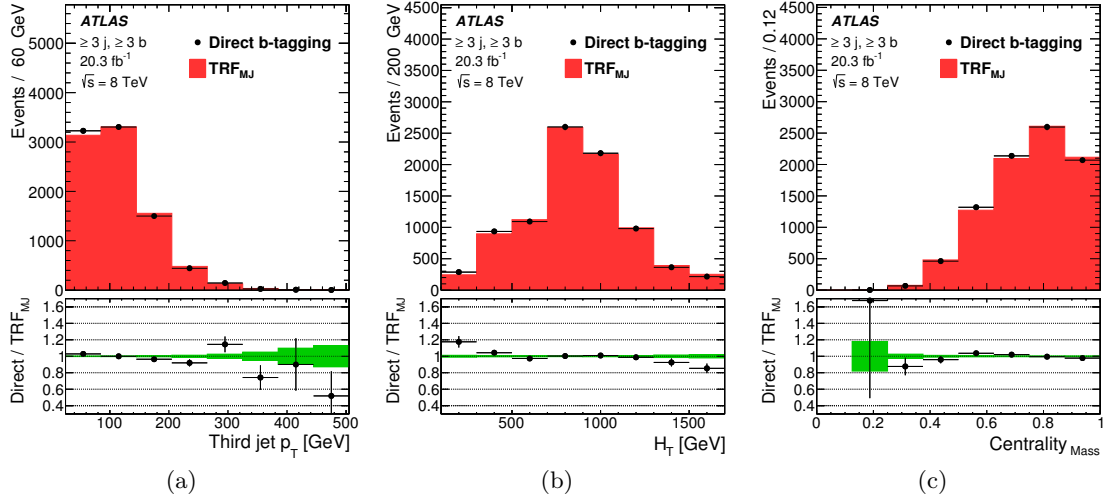 Events / 60 GeV
5000
4000
3000
2000
1000
0
ATLAS
≥ 3 j, ≥ 3 b
20.3 fb⁻¹
√s = 8 TeV
Direct b-tagging
TRF_MJ
Direct / TRF_MJ
1.6
1.4
1.2
1
0.8
0.6
0.4
100 200 300 400 500
Third jet p_T [GeV]
(a)
Events / 200 GeV
4500
4000
3500
3000
2500
2000
1500
1000
500
0
ATLAS
≥ 3 j, ≥ 3 b
20.3 fb⁻¹
√s = 8 TeV
Direct b-tagging
TRF_MJ
Direct / TRF_MJ
1.6
1.4
1.2
1
0.8
0.6
0.4
500 1000 1500
H_T [GeV]
(b)
Events / 0.12
4500
4000
3500
3000
2500
2000
1500
1000
500
0
ATLAS
≥ 3 j, ≥ 3 b
20.3 fb⁻¹
√s = 8 TeV
Direct b-tagging
TRF_MJ
Direct / TRF_MJ
1.6
1.4
1.2
1
0.8
0.6
0.4
0 0.2 0.4 0.6 0.8 1
Centrality_Mass
(c)